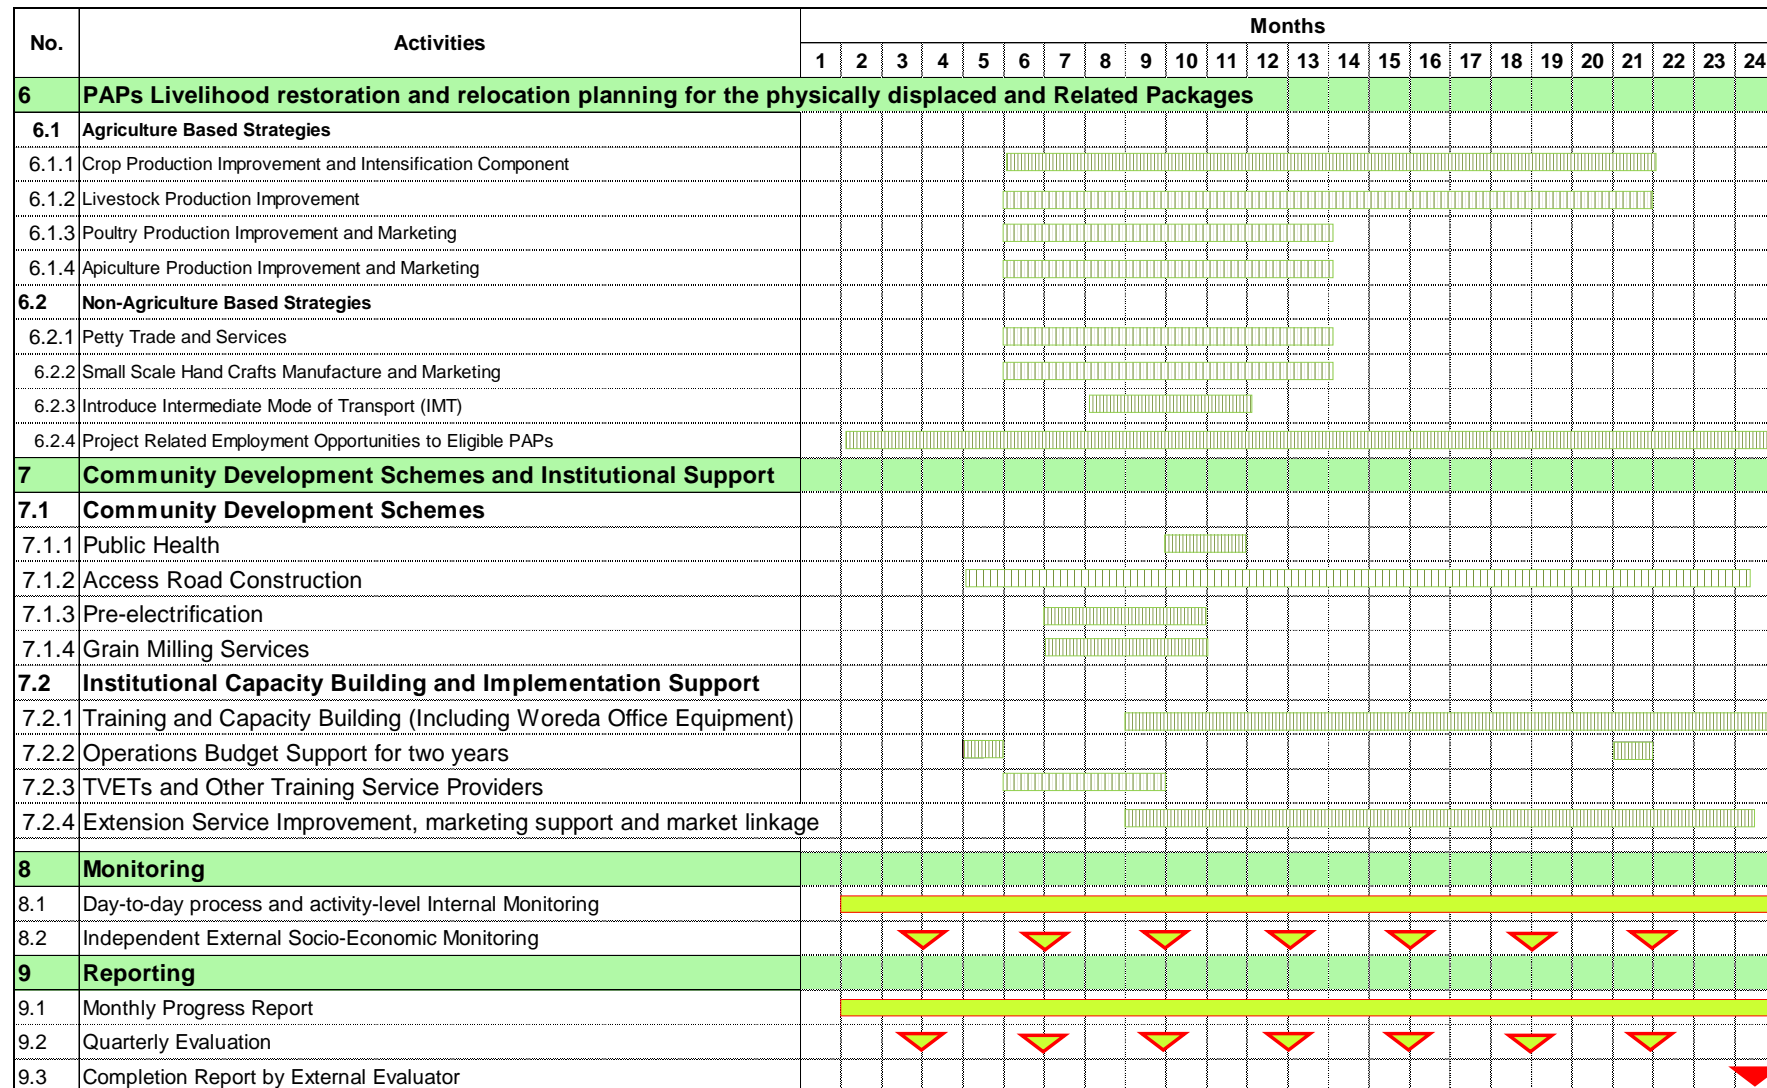 No. Activities Months
1 2 3 4 5 6 7 8 9 10 11 12 13 14 15 16 17 18 19 20 21 22 23 24
6 PAPs Livelihood restoration and relocation planning for the physically displaced and Related Packages
6.1 Agriculture Based Strategies
6.1.1 Crop Production Improvement and Intensification Component
6.1.2 Livestock Production Improvement
6.1.3 Poultry Production Improvement and Marketing
6.1.4 Apiculture Production Improvement and Marketing
6.2 Non-Agriculture Based Strategies
6.2.1 Petty Trade and Services
6.2.2 Small Scale Hand Crafts Manufacture and Marketing
6.2.3 Introduce Intermediate Mode of Transport (IMT)
6.2.4 Project Related Employment Opportunities to Eligible PAPs
7 Community Development Schemes and Institutional Support
7.1 Community Development Schemes
7.1.1 Public Health
7.1.2 Access Road Construction
7.1.3 Pre-electrification
7.1.4 Grain Milling Services
7.2 Institutional Capacity Building and Implementation Support
7.2.1 Training and Capacity Building (Including Woreda Office Equipment)
7.2.2 Operations Budget Support for two years
7.2.3 TVETs and Other Training Service Providers
7.2.4 Extension Service Improvement, marketing support and market linkage
8 Monitoring
8.1 Day-to-day process and activity-level Internal Monitoring
8.2 Independent External Socio-Economic Monitoring
9 Reporting
9.1 Monthly Progress Report
9.2 Quarterly Evaluation
9.3 Completion Report by External Evaluator